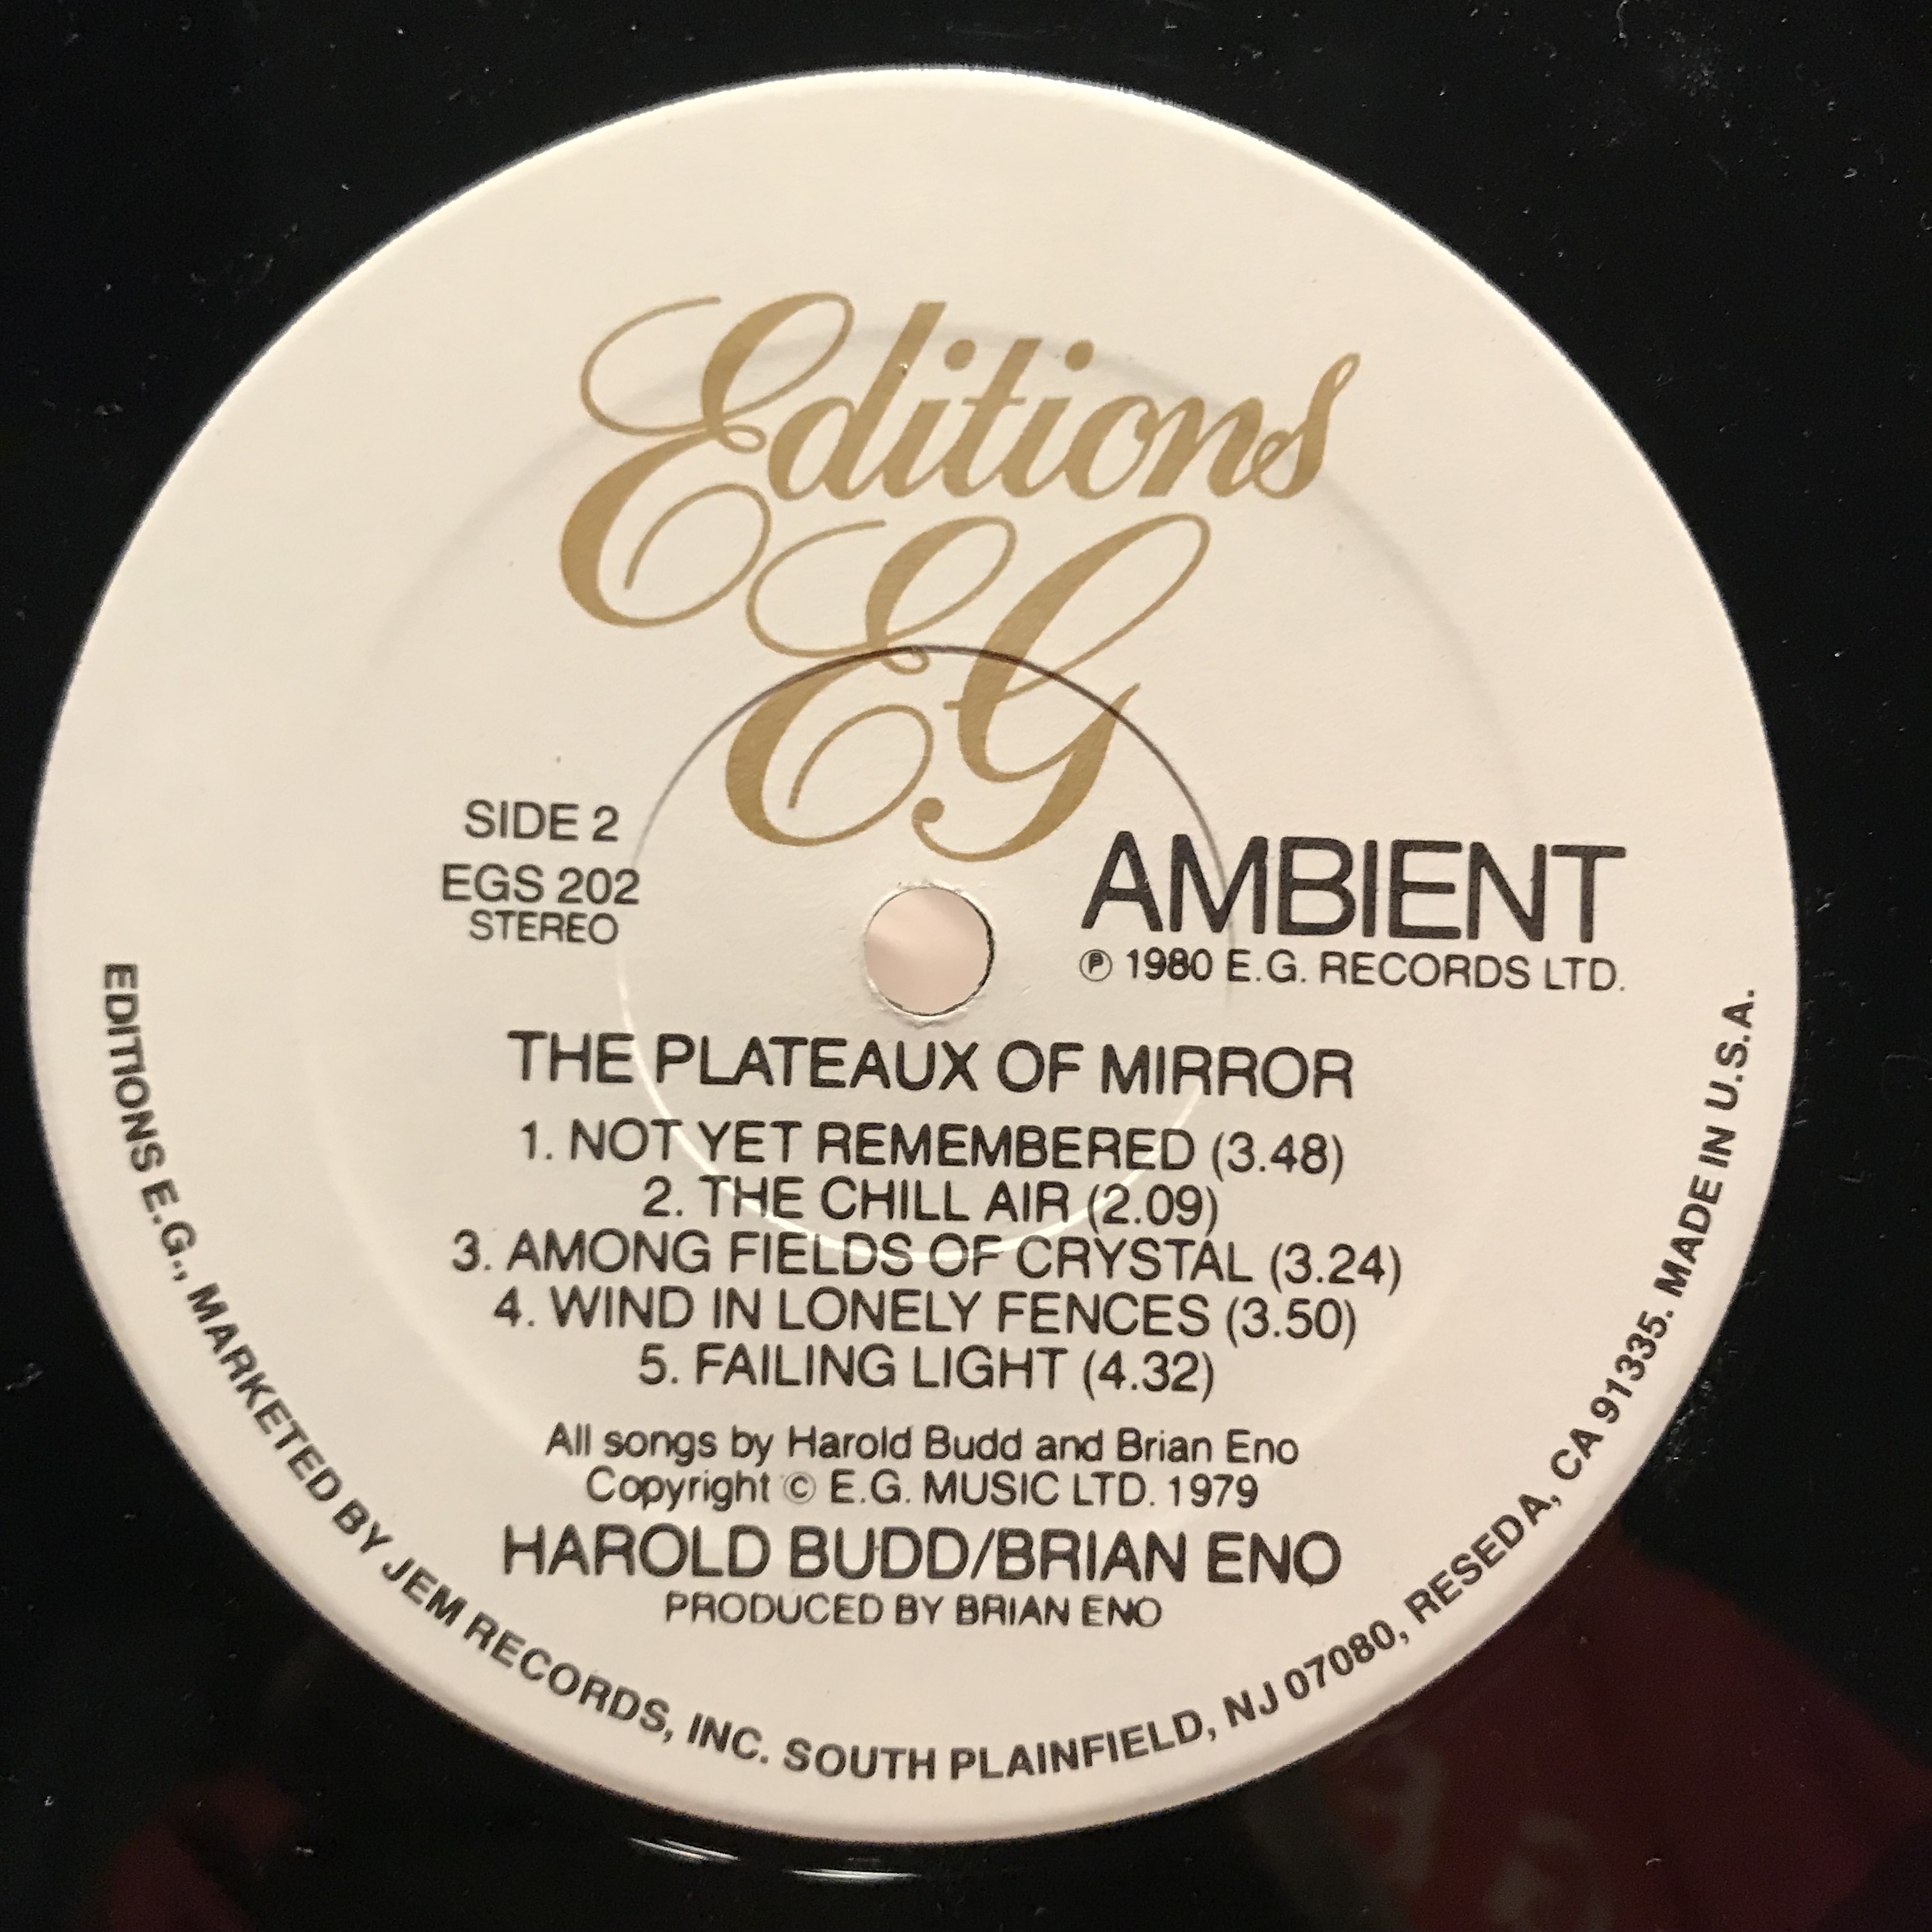 Editions
EG
SIDE 2
EGS 202
STEREO
AMBIENT
℗ 1980 E.G. RECORDS LTD.
THE PLATEAUX OF MIRROR
1. NOT YET REMEMBERED (3.48)
2. THE CHILL AIR (2.09)
3. AMONG FIELDS OF CRYSTAL (3.24)
4. WIND IN LONELY FENCES (3.50)
5. FAILING LIGHT (4.32)
All songs by Harold Budd and Brian Eno
Copyright © E.G. MUSIC LTD. 1979
HAROLD BUDD/BRIAN ENO
PRODUCED BY BRIAN ENO
EDITIONS E.G., MARKETED BY JEM RECORDS, INC. SOUTH PLAINFIELD, NJ 07080, RESEDA, CA 91335. MADE IN U.S.A.